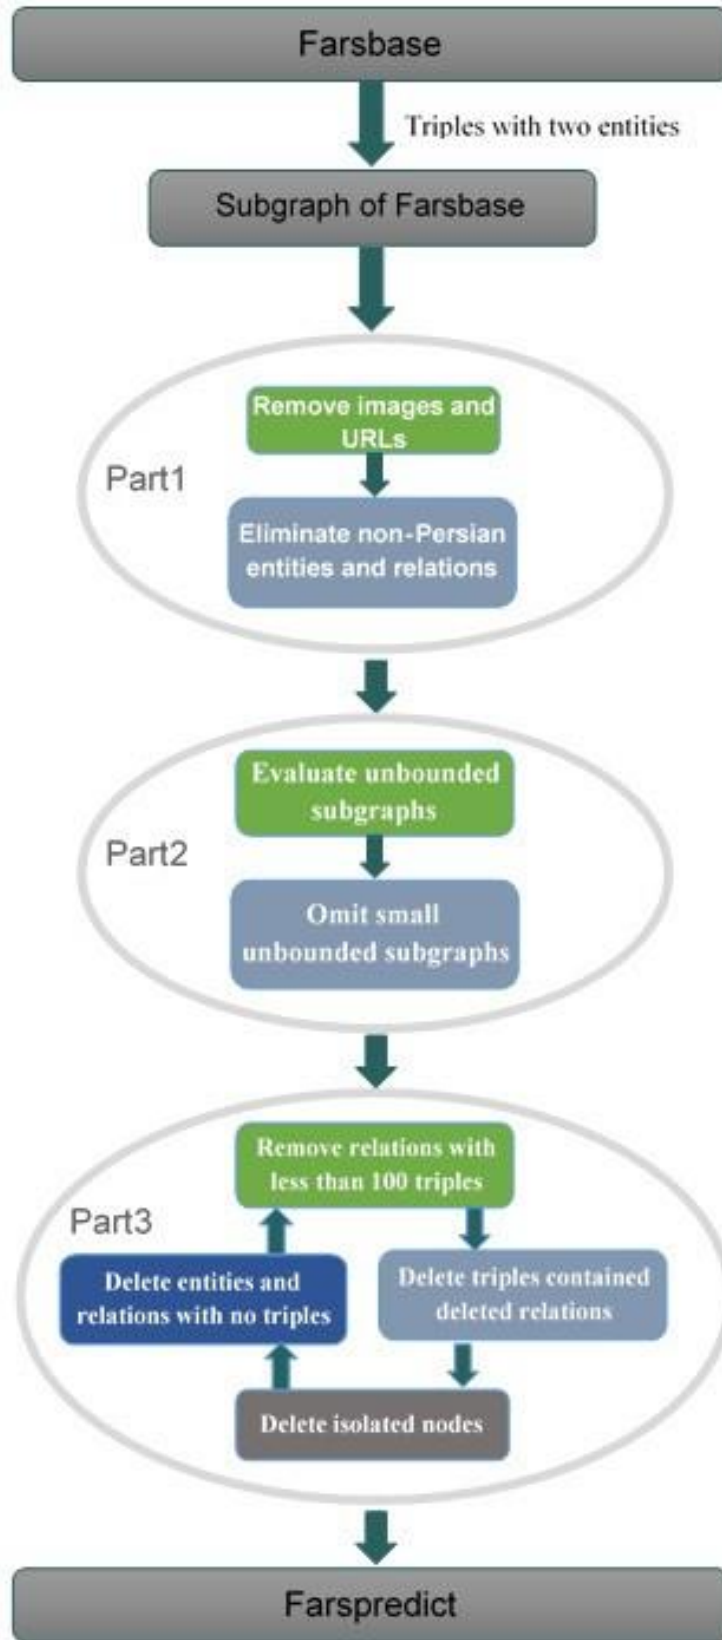 Farsbase
Triples with two entities
Subgraph of Farsbase
Remove images and
URLs
Part1
Eliminate non-Persian
entities and relations
Evaluate unbounded
subgraphs
Part2
Omit small
unbounded subgraphs
Remove relations with
less than 100 triples
Part3
Delete entities and
relations with no triples
Delete triples contained
deleted relations
Delete isolated nodes
Farspredict